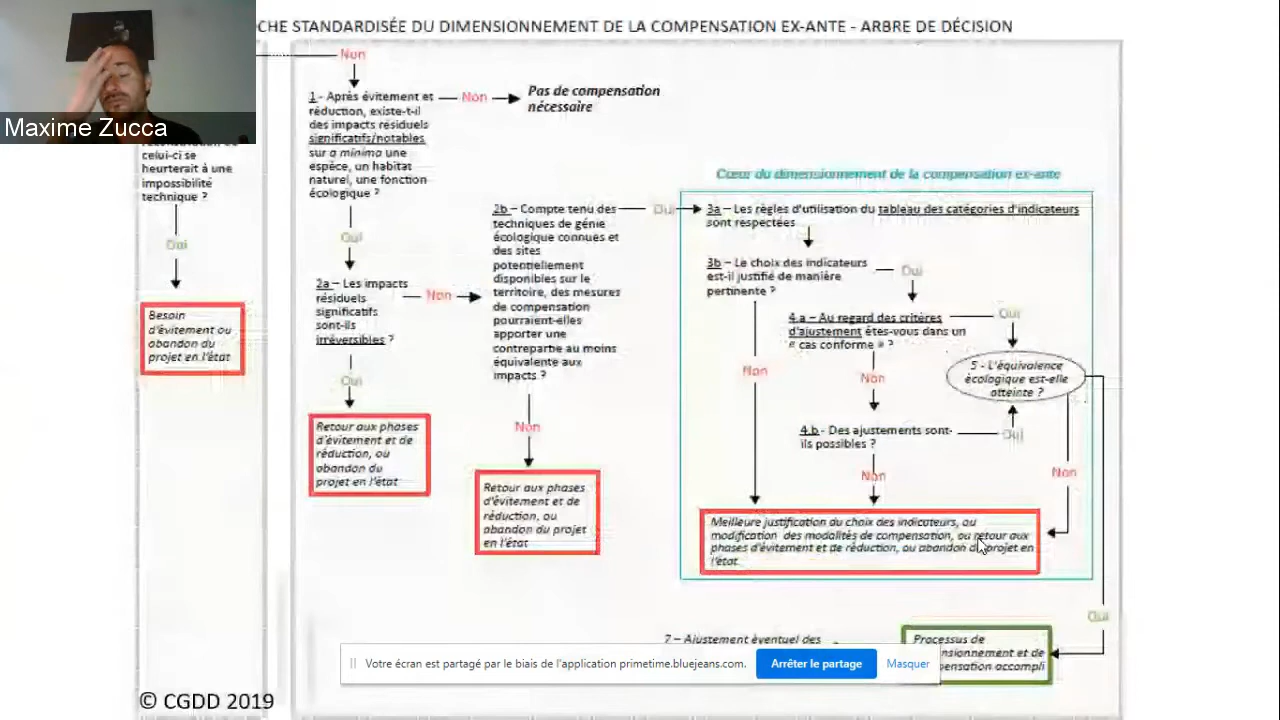 OCHE STANDARDISÉE DU DIMENSIONNEMENT DE LA COMPENSATION EX-ANTE - ARBRE DE DÉCISION
Maxime Zucca
celui-ci se
heurterait à une
impossibilité
technique ?
Oui
Besoin
d'évitement ou
abandon du
projet en l'état
Non
1 - Après évitement et
réduction, existe-t-il
des impacts résiduels
significatifs/notables
sur a minima une
espèce, un habitat
naturel, une fonction
écologique ?
Non
Pas de compensation
nécessaire
Oui
2a – Les impacts
résiduels
significatifs
sont-ils
irréversibles ?
Non
Oui
Retour aux phases
d'évitement et de
réduction, ou
abandon du
projet en l'état
2b – Compte tenu des
techniques de génie
écologique connues et
des sites
potentiellement
disponibles sur le
territoire, des mesures
de compensation
pourraient-elles
apporter une
contrepartie au moins
équivalente aux
impacts ?
Oui
Non
Retour aux phases
d'évitement et de
réduction, ou
abandon du projet
en l'état
Cœur du dimensionnement de la compensation ex-ante
3a – Les règles d'utilisation du tableau des catégories d'indicateurs
sont respectées
3b – Le choix des indicateurs
est-il justifié de manière
pertinente ?
Oui
Non
4.a – Au regard des critères
d'ajustement êtes-vous dans un
« cas conforme » ?
Oui
Non
5 - L'équivalence
écologique est-elle
atteinte ?
4.b - Des ajustements sont-
ils possibles ?
Oui
Non
Non
Meilleure justification du choix des indicateurs, ou
modification des modalités de compensation, ou retour aux
phases d'évitement et de réduction, ou abandon du projet en
l'état
Oui
7 – Ajustement éventuel des
Processus de
nsionnement et de
pensation accompli
Votre écran est partagé par le biais de l'application primetime.bluejeans.com.
Arrêter le partage
Masquer
© CGDD 2019